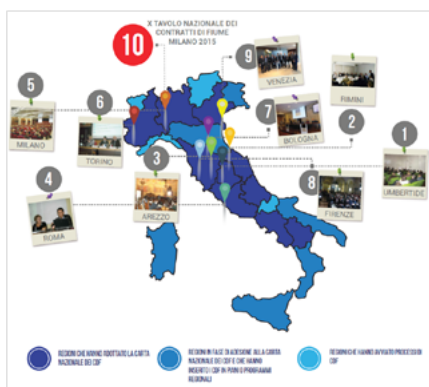 X TAVOLO NAZIONALE DEI
CONTRATTI DI FIUME
MILANO 2015
10
9
VENEZIA
RIMINI
5
MILANO
6
TORINO
7
BOLOGNA
2
1
UMBERTIDE
3
AREZZO
4
ROMA
8
FIRENZE
REGIONI CHE HANNO ADOTTATO LA CARTA
NAZIONALE DEI CDF
REGIONI IN FASE DI ADESIONE ALLA CARTA
NAZIONALE DEI CDF E CHE HANNO
INSERITO I CDF IN PIANI O PROGRAMMI
REGIONALI
REGIONI CHE HANNO AVVIATO PROCESSI DI
CDF